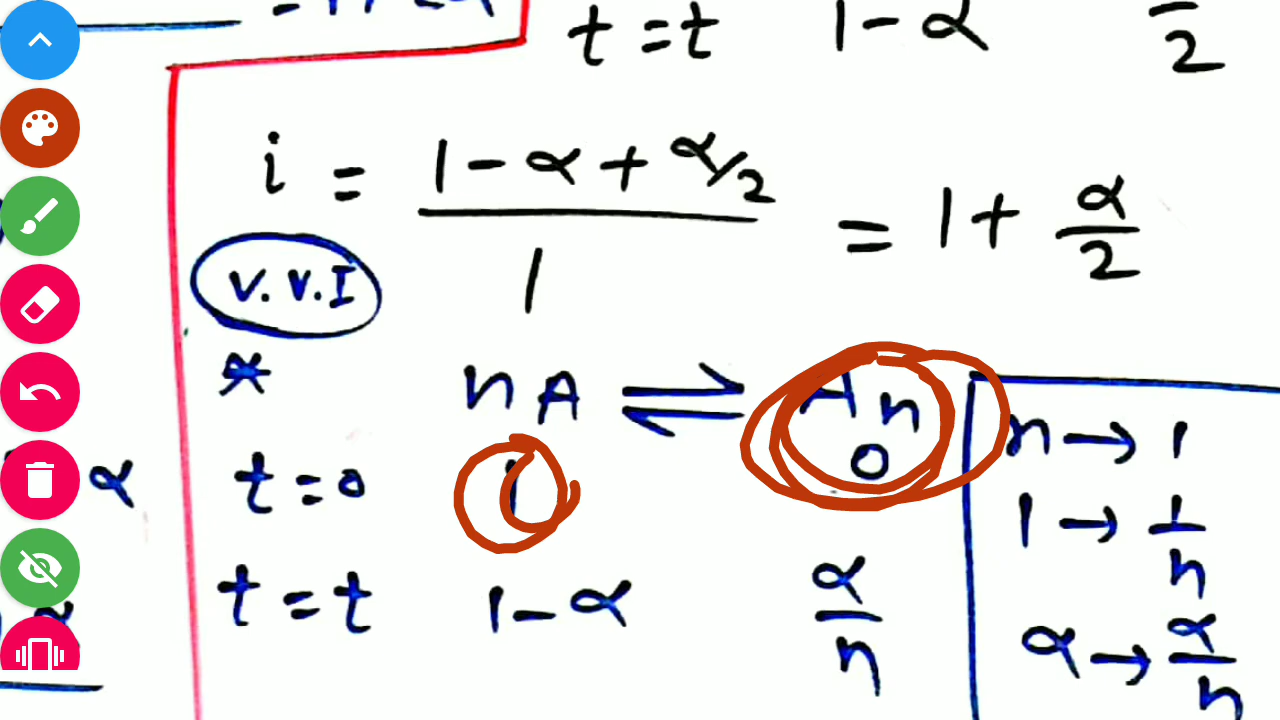 t = t 1 - α /2
i = (1 - α + α/2)/1 = 1 + α/2
V.V.I
* nA ⇌ An
t = 0 1 0
t = t 1 - α α/n
n → 1
1 → 1/n
α → α/n
α